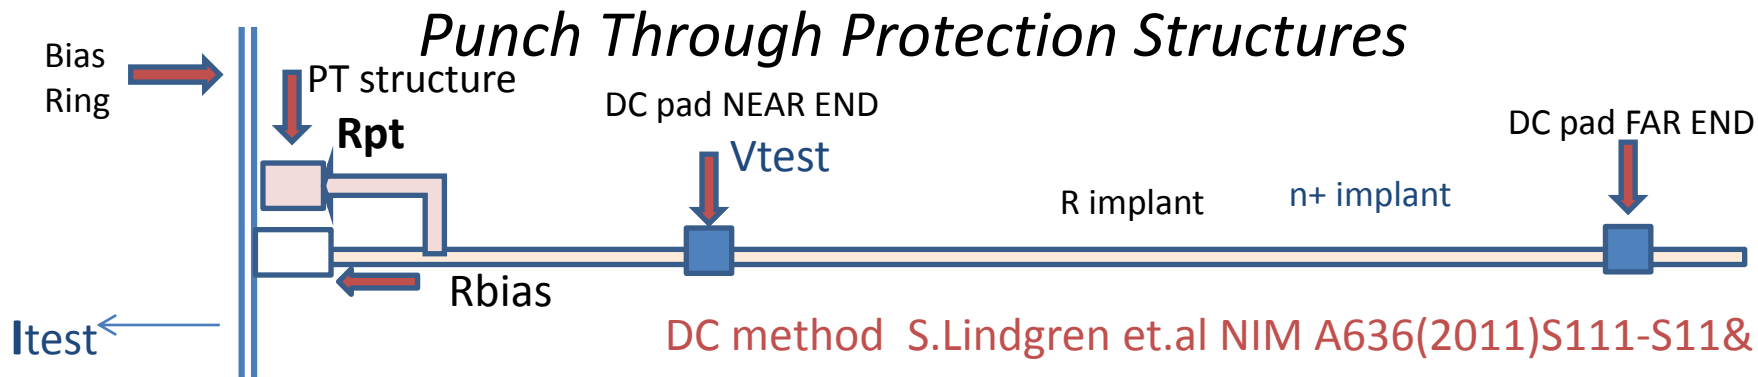 Punch Through Protection Structures
Bias
Ring
PT structure
Rpt
DC pad NEAR END
Vtest
DC pad FAR END
R implant
n+ implant
Rbias
Itest
DC method S.Lindgren et.al NIM A636(2011)S111-S11&